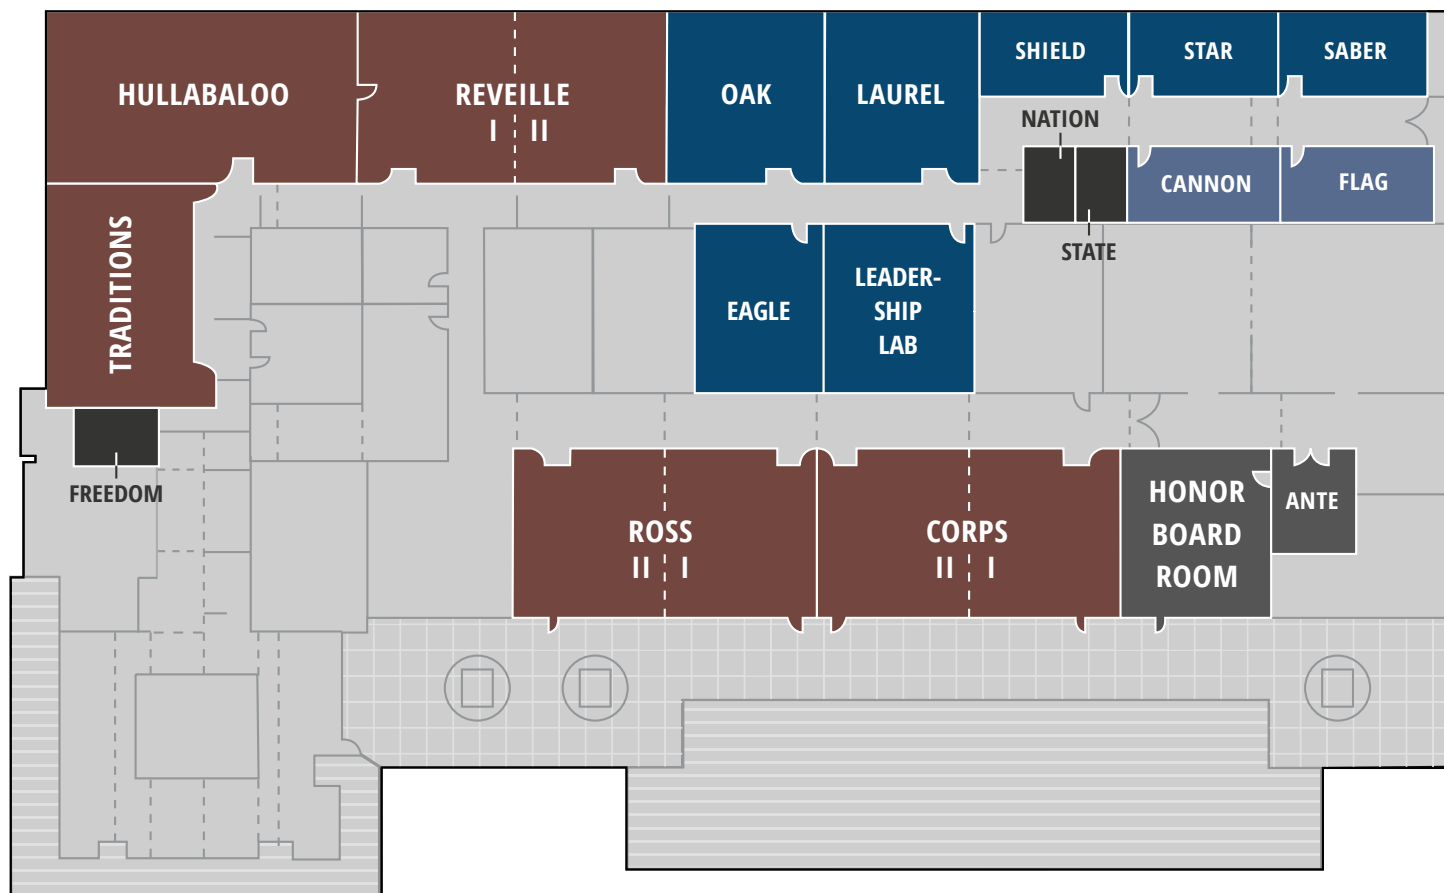 HULLABALOO
REVEILLE
I II
OAK
LAUREL
SHIELD
STAR
SABER
NATION
CANNON
FLAG
STATE
TRADITIONS
EAGLE
LEADER-
SHIP
LAB
FREEDOM
ROSS
II I
CORPS
II I
HONOR
BOARD
ROOM
ANTE